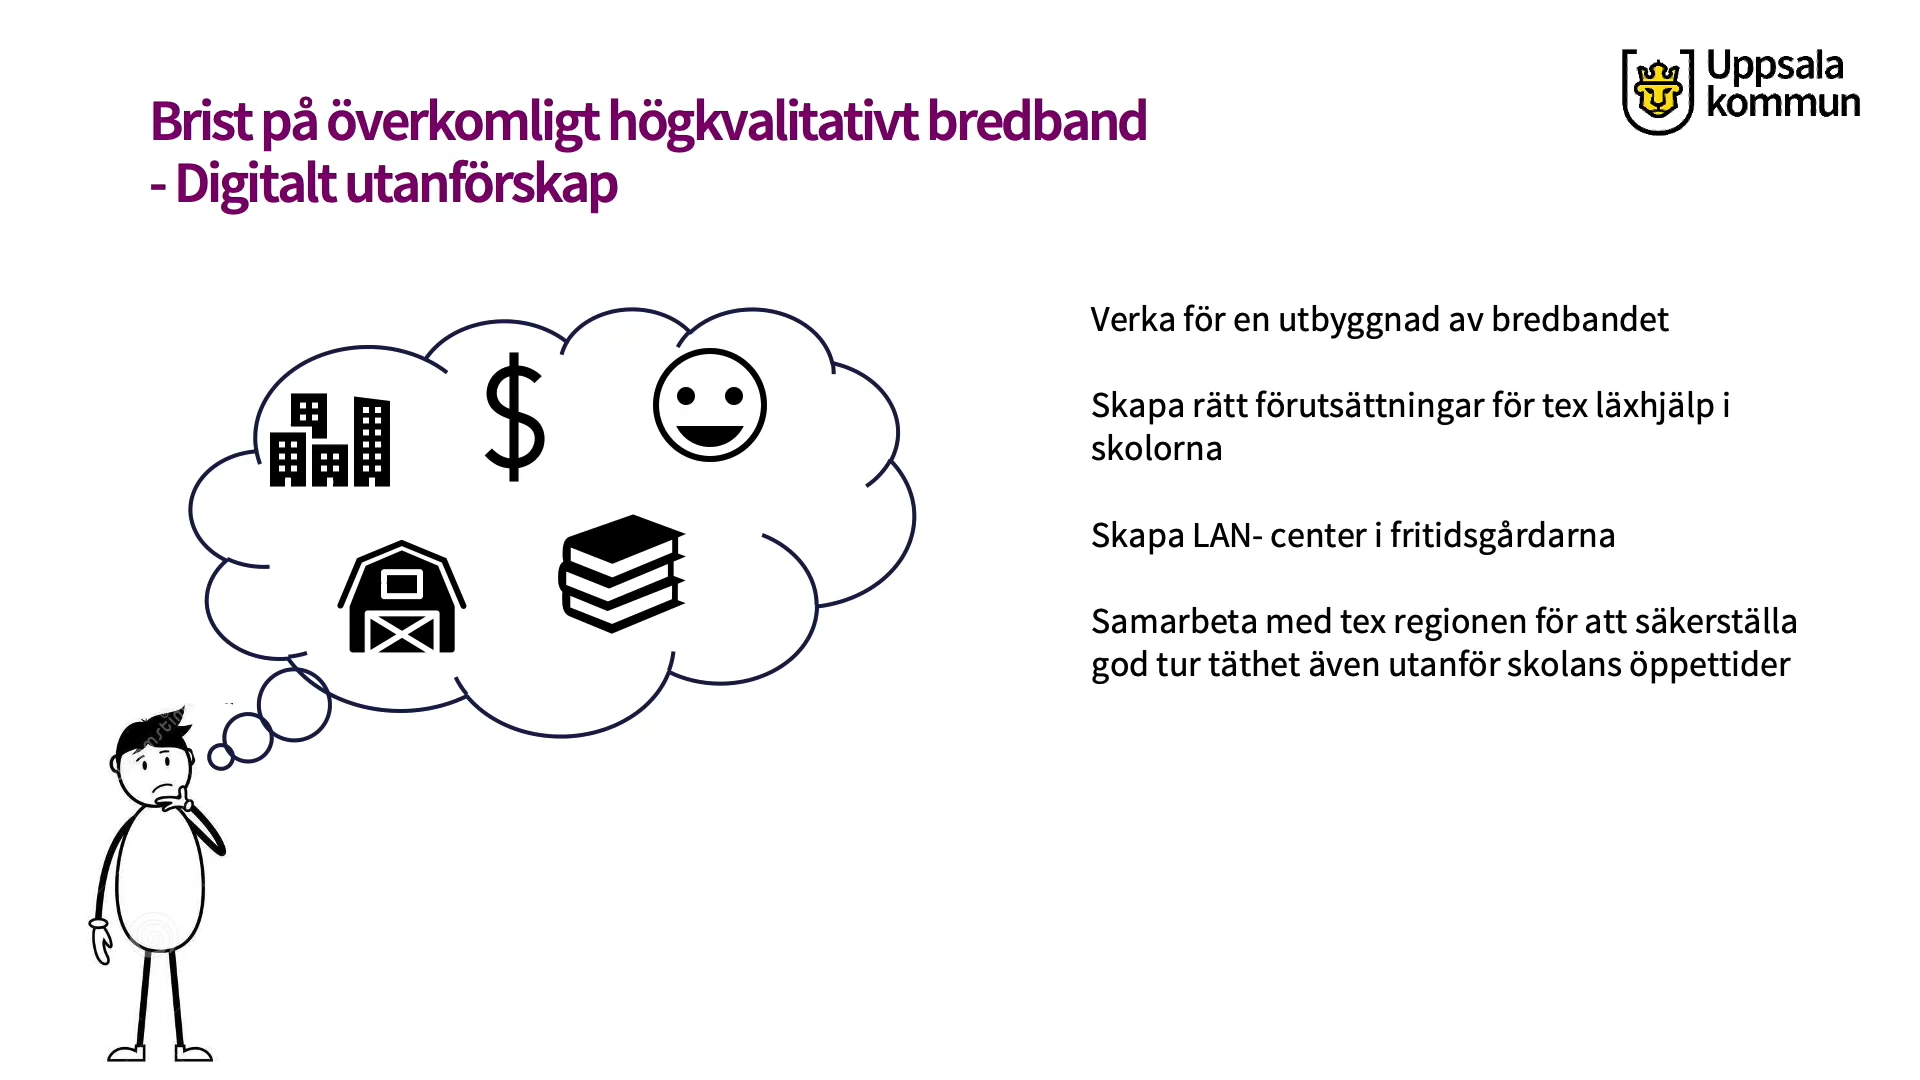 Uppsala
kommun
Brist på överkomligt högkvalitativt bredband
- Digitalt utanförskap
Verka för en utbyggnad av bredbandet
Skapa rätt förutsättningar för tex läxhjälp i
skolorna
Skapa LAN- center i fritidsgårdarna
Samarbeta med tex regionen för att säkerställa
god tur täthet även utanför skolans öppettider